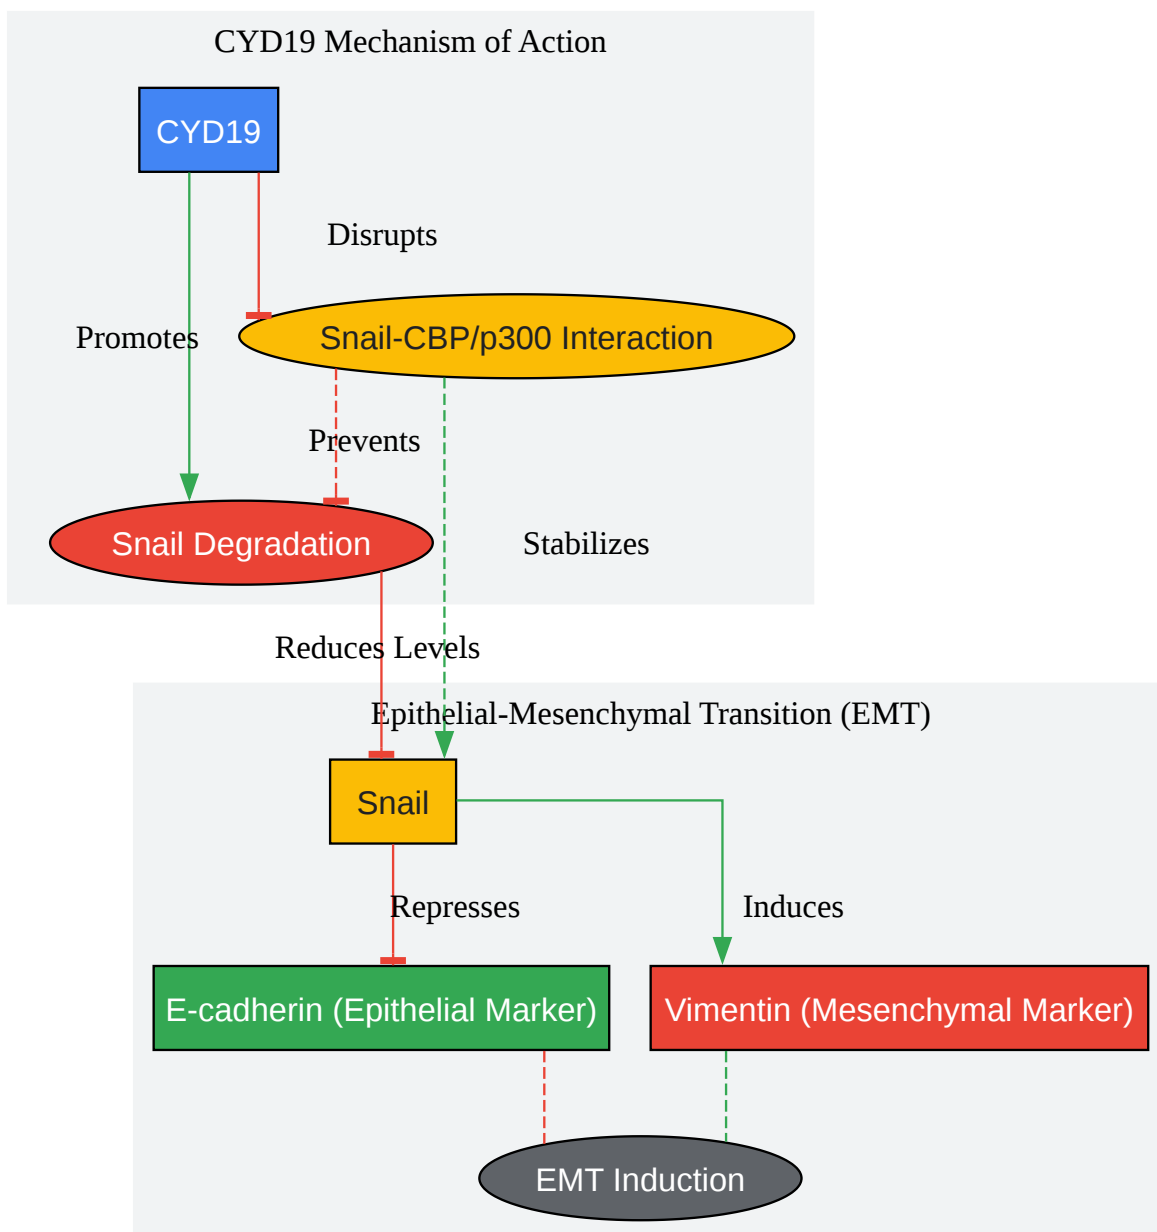 CYD19 Mechanism of Action
CYD19
Disrupts
Promotes
Snail-CBP/p300 Interaction
Prevents
Snail Degradation
Stabilizes
Reduces Levels
Epithelial-Mesenchymal Transition (EMT)
Snail
Represses
Induces
E-cadherin (Epithelial Marker)
Vimentin (Mesenchymal Marker)
EMT Induction